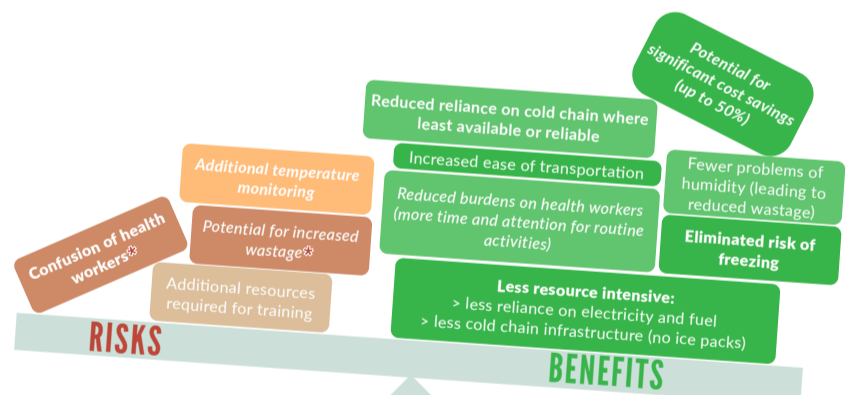 Potential for
significant cost savings
(up to 50%)
Reduced reliance on cold chain where
least available or reliable
Increased ease of transportation
Additional temperature
monitoring
Fewer problems of
humidity (leading to
reduced wastage)
Reduced burdens on health workers
(more time and attention for routine
activities)
Confusion of health
workers*
Potential for increased
wastage*
Eliminated risk of
freezing
Additional resources
required for training
Less resource intensive:
> less reliance on electricity and fuel
> less cold chain infrastructure (no ice packs)
RISKS
BENEFITS